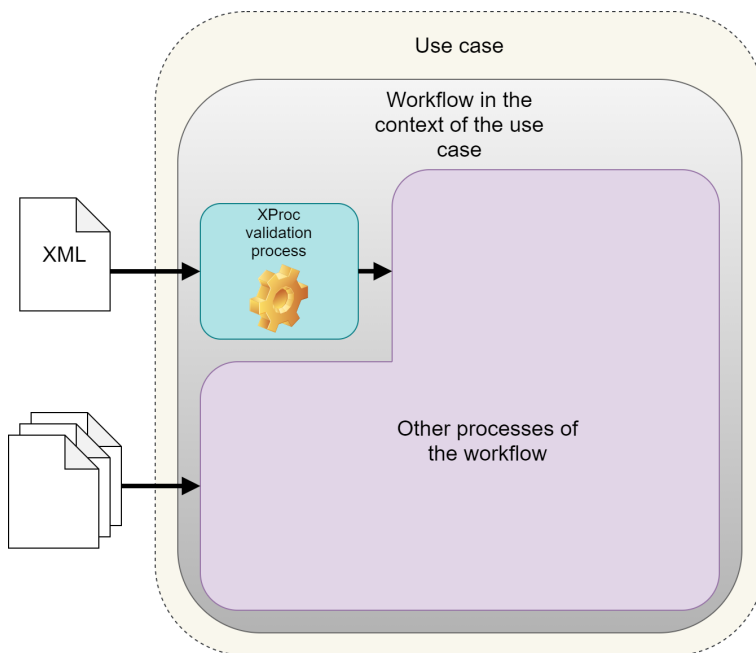 Use case
Workflow in the
context of the use
case
XML
XProc
validation
process
Other processes of
the workflow